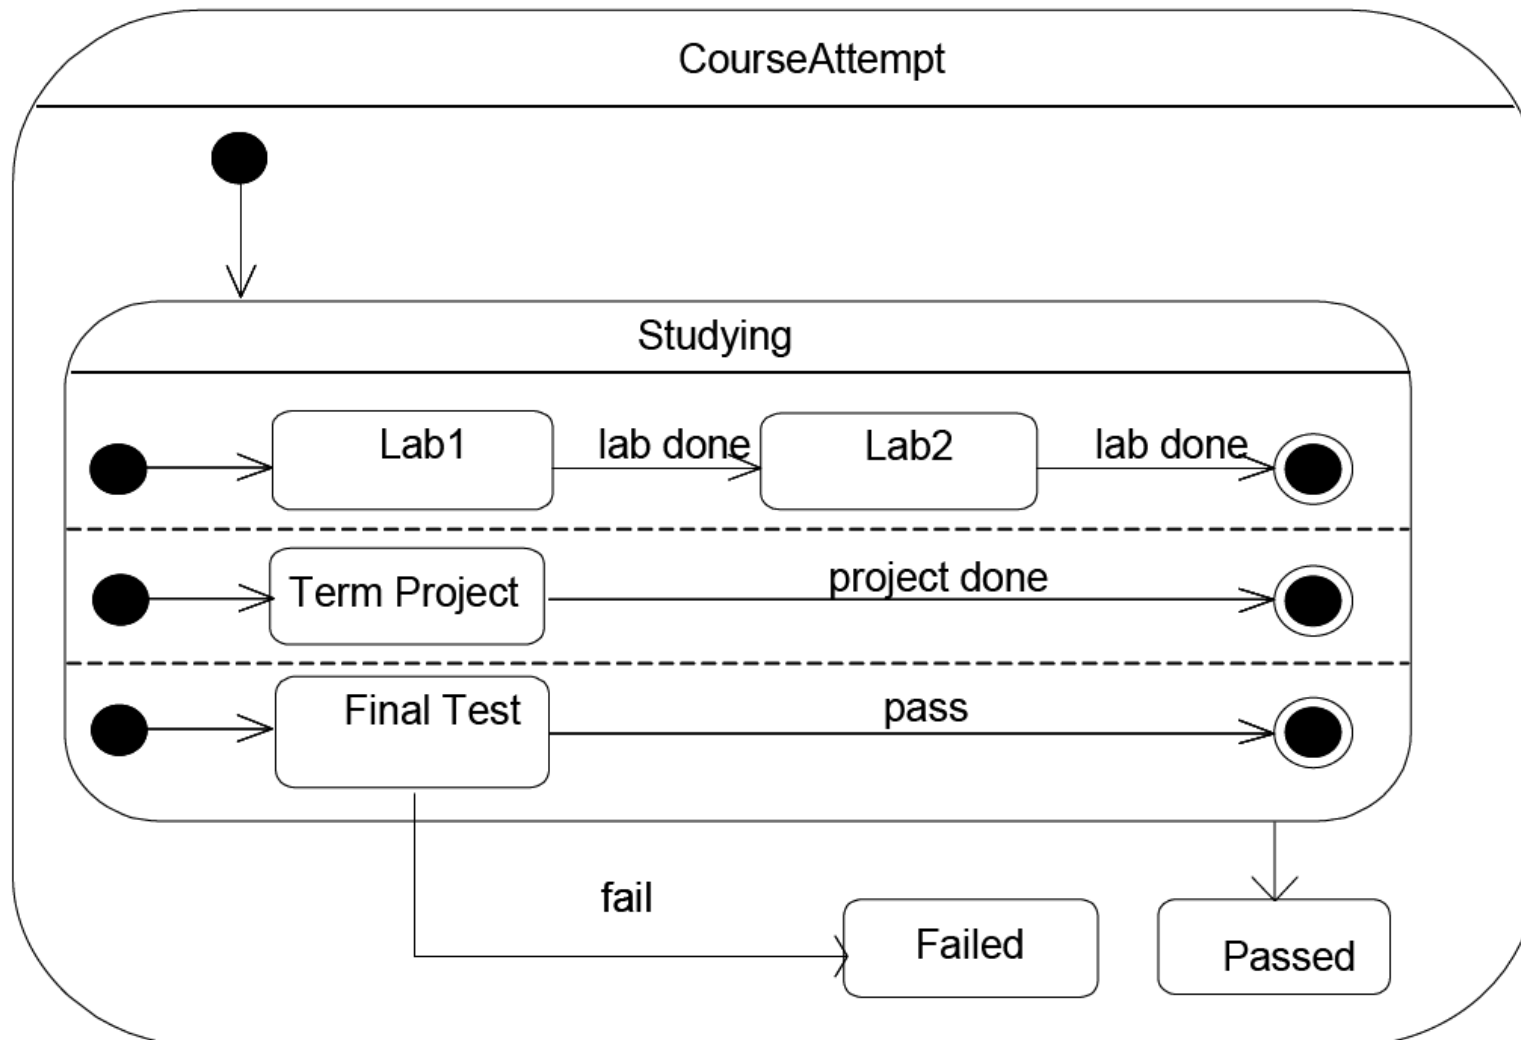 CourseAttempt
Studying
Lab1
lab done
Lab2
lab done
Term Project
project done
Final Test
pass
fail
Failed
Passed